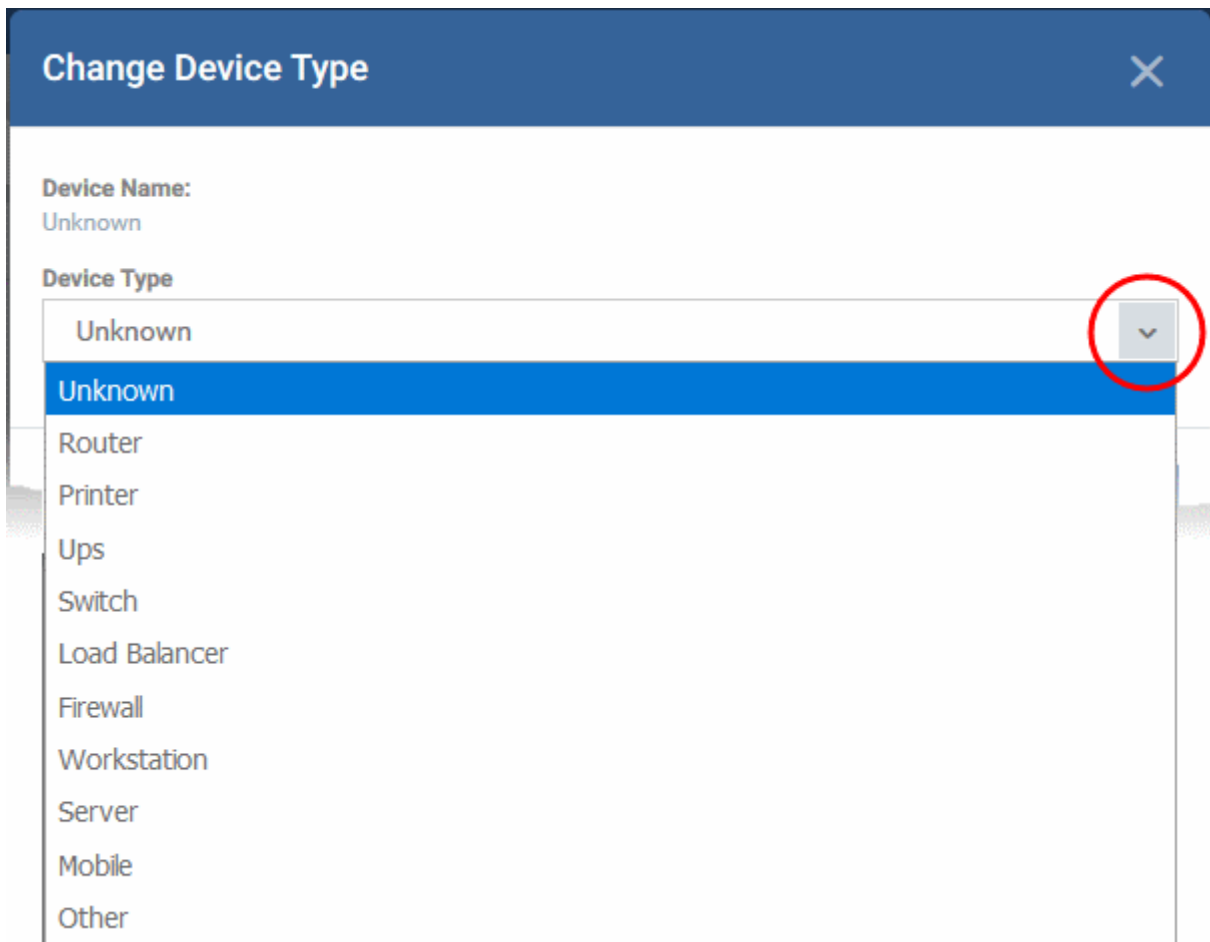 Change Device Type
Device Name:
Unknown
Device Type
Unknown
Unknown
Router
Printer
Ups
Switch
Load Balancer
Firewall
Workstation
Server
Mobile
Other